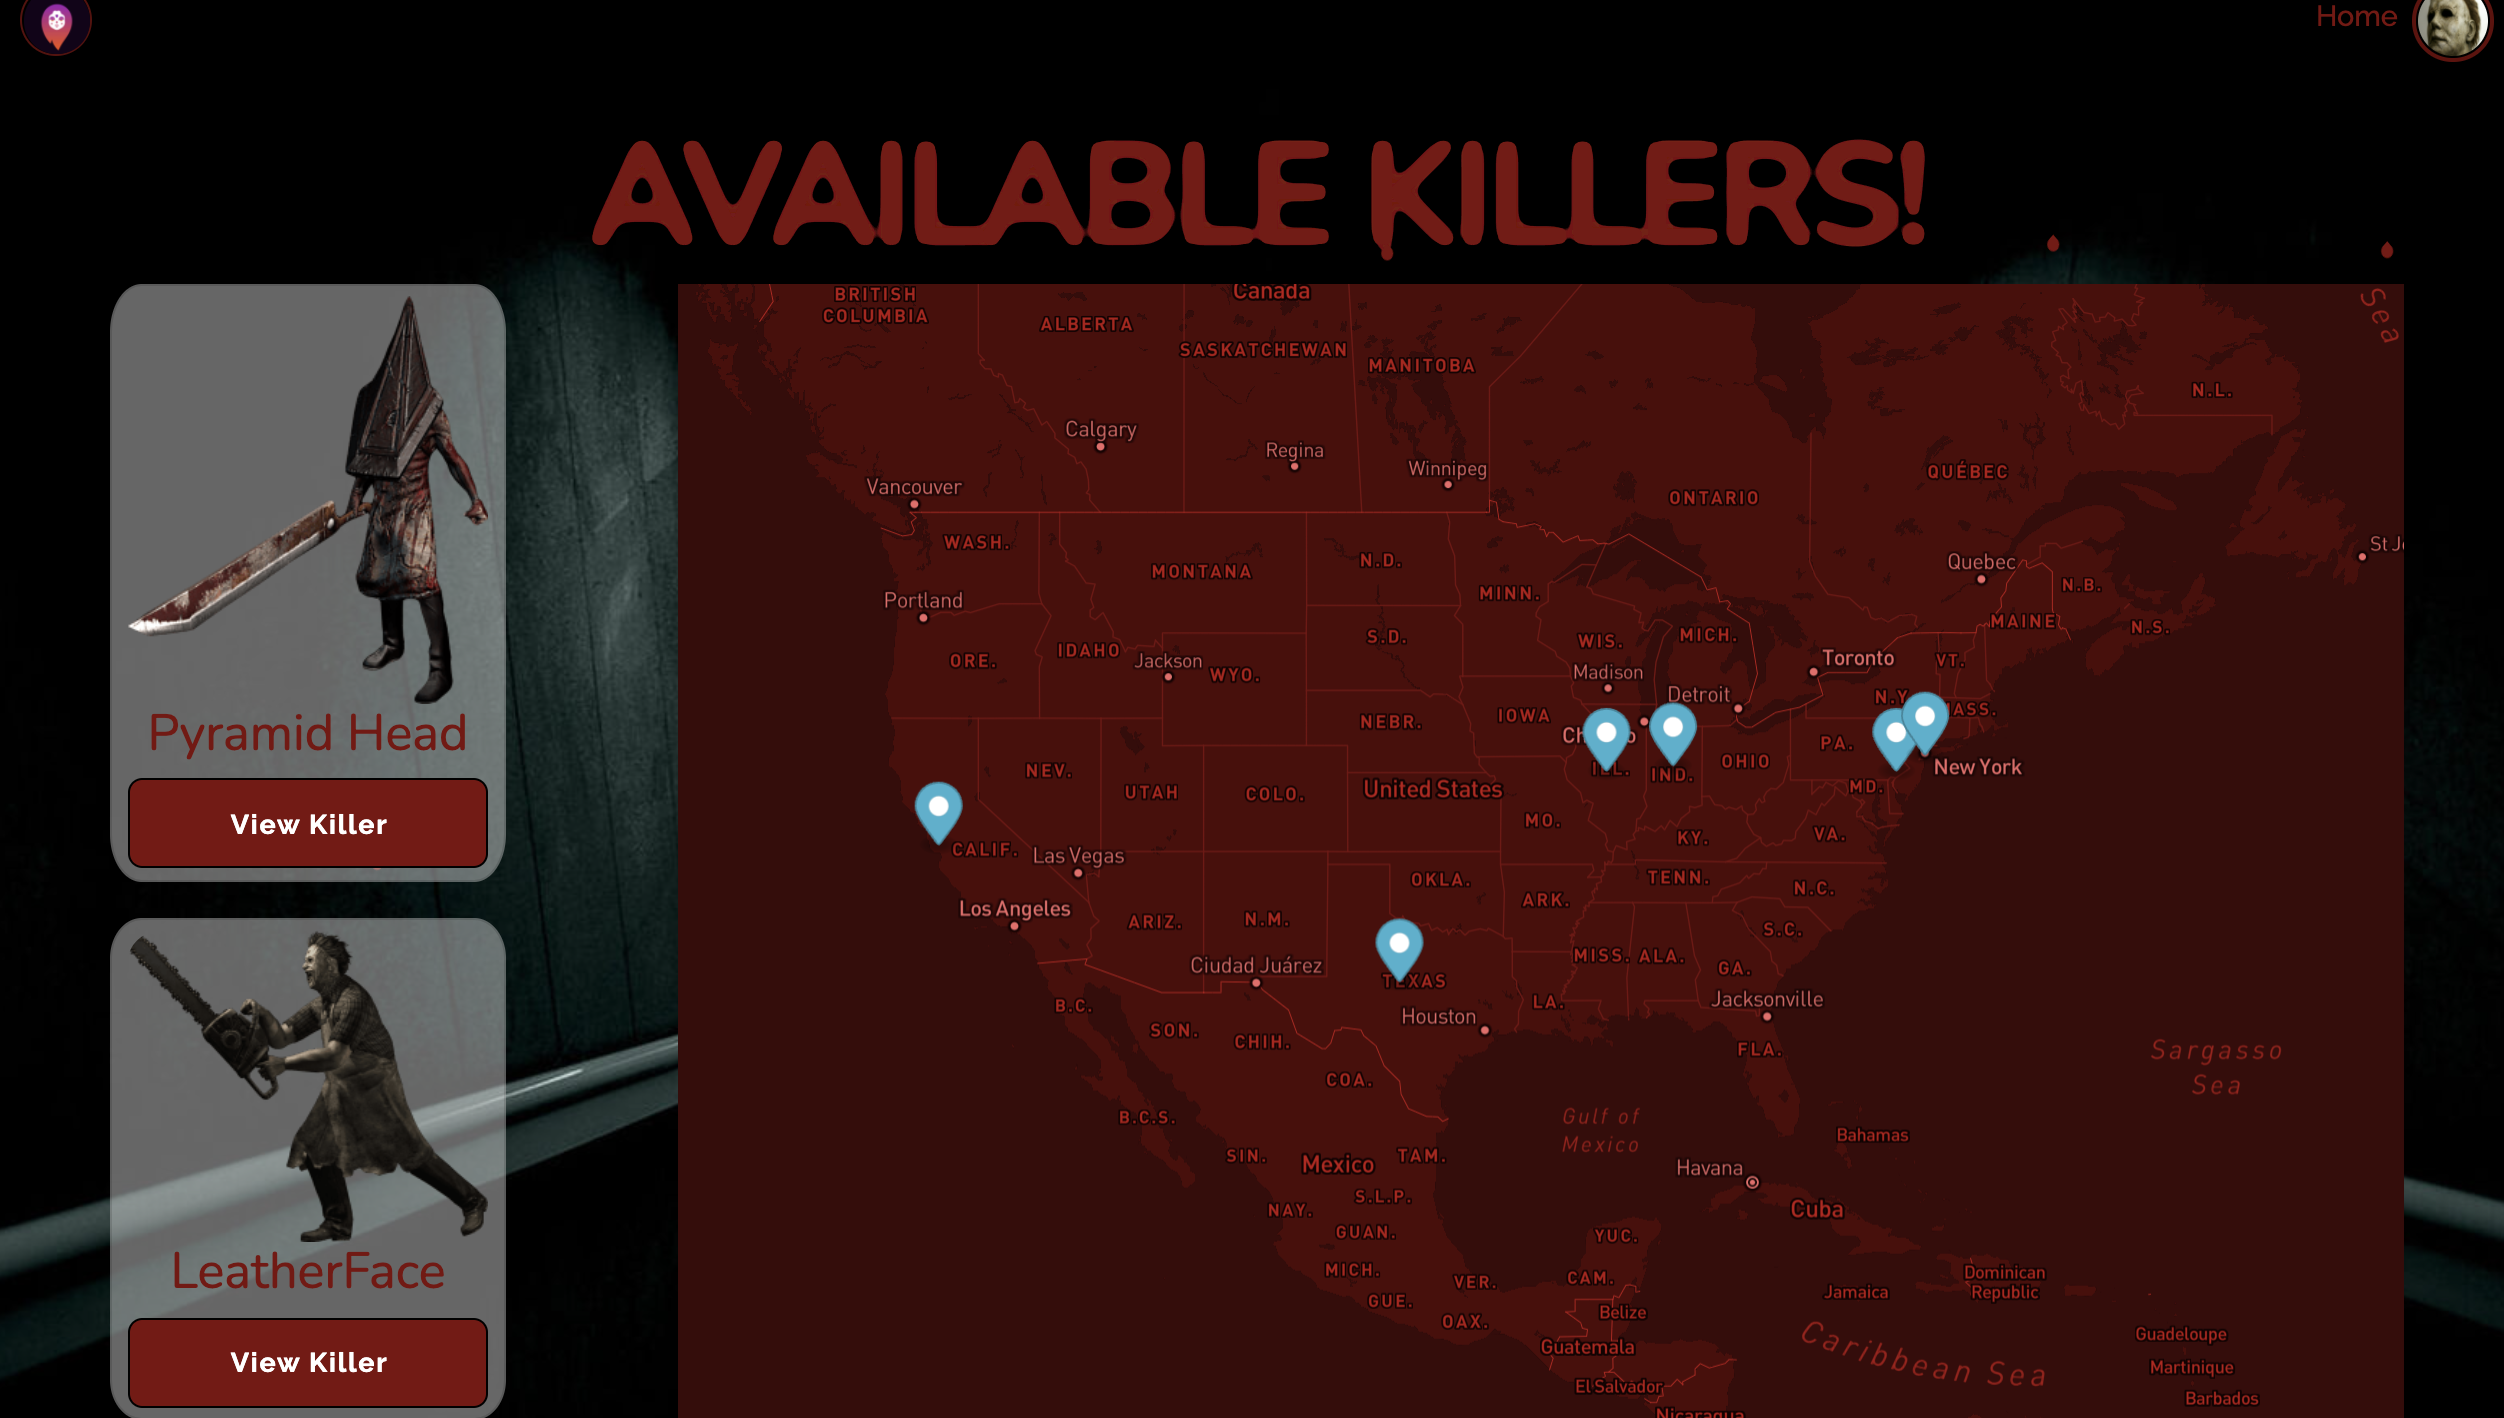 Home
AVAILABLE KILLERS!
Pyramid Head
View Killer
LeatherFace
View Killer
Canada
BRITISH
COLUMBIA
ALBERTA
SASKATCHEWAN
MANITOBA
Sea
N.L.
Calgary
Regina
Winnipeg
Vancouver
ONTARIO
QUÉBEC
WASH.
MONTANA
N.D.
Quebec
N.B.
Portland
MINN.
MAINE
N.S.
ORE.
IDAHO
Jackson
WYO.
S.D.
WIS.
MICH.
Madison
Toronto
VT.
Detroit
N.Y.
NEBR.
IOWA
PA.
NEV.
UTAH
COLO.
United States
ILL.
IND.
OHIO
New York
MD.
MO.
KY.
VA.
CALIF.
Las Vegas
OKLA.
TENN.
N.C.
Los Angeles
ARIZ.
N.M.
ARK.
S.C.
Ciudad Juárez
TEXAS
MISS.
ALA.
GA.
B.C.
Houston
LA.
Jacksonville
SON.
CHIH.
FLA.
Sargasso
Sea
COA.
B.C.S.
Gulf of
Mexico
Bahamas
SIN.
Mexico
TAM.
Havana
S.L.P.
NAY.
Cuba
GUAN.
YUC.
MICH.
VER.
CAM.
Dominican
Republic
Jamaica
GUE.
OAX.
Belize
Guatemala
Caribbean Sea
Guadeloupe
Martinique
El Salvador
Barbados
Nicaragua